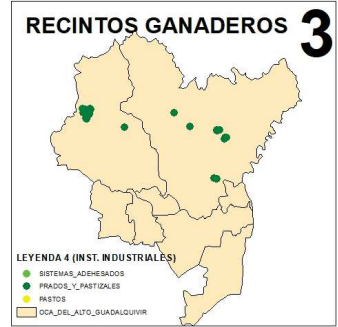 RECINTOS GANADEROS 3
LEYENDA 4 (INST. INDUSTRIALES)
SISTEMAS_ADEHESADOS
PRADOS_Y_PASTIZALES
PASTOS
OCA_DEL_ALTO_GUADALQUIVIR